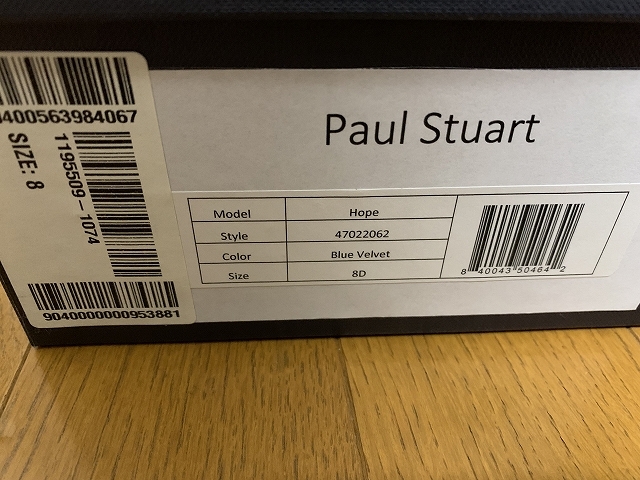 400563984067
SIZE: 8
1195509-1074
9040000000953881
Paul Stuart
Model Hope
Style 47022062
Color Blue Velvet
Size 8D
8 40043 50464 2